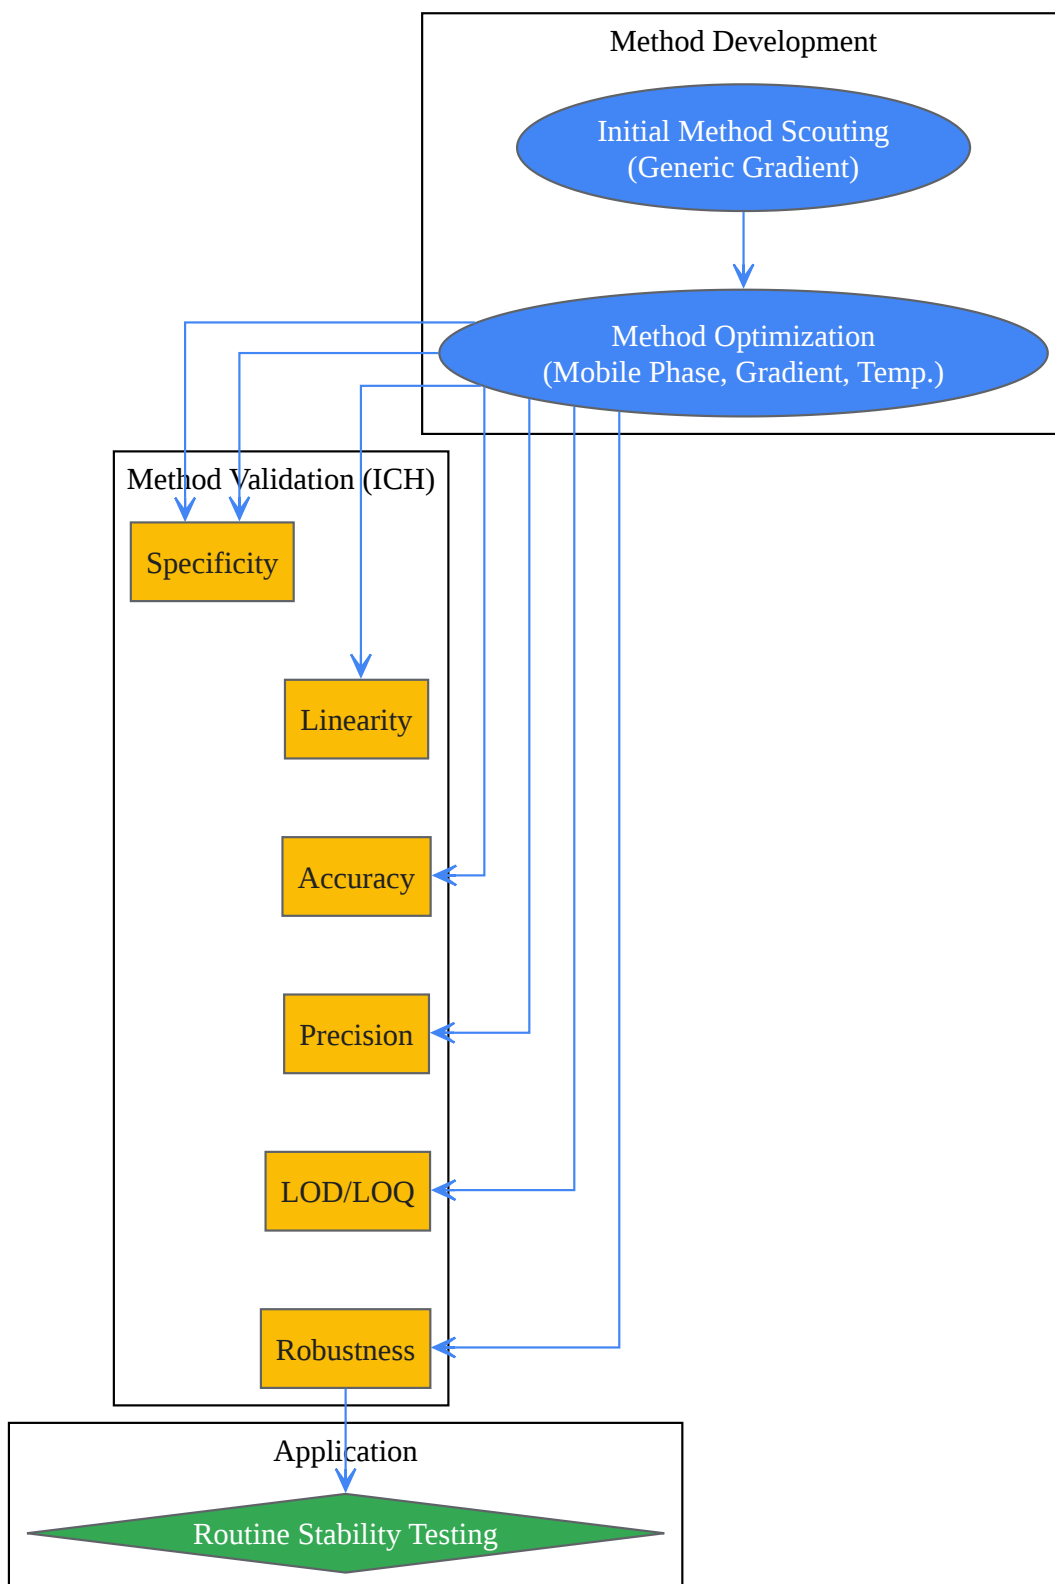 Method Development
Initial Method Scouting
(Generic Gradient)
Method Optimization
(Mobile Phase, Gradient, Temp.)
Method Validation (ICH)
Specificity
Linearity
Accuracy
Precision
LOD/LOQ
Robustness
Application
Routine Stability Testing